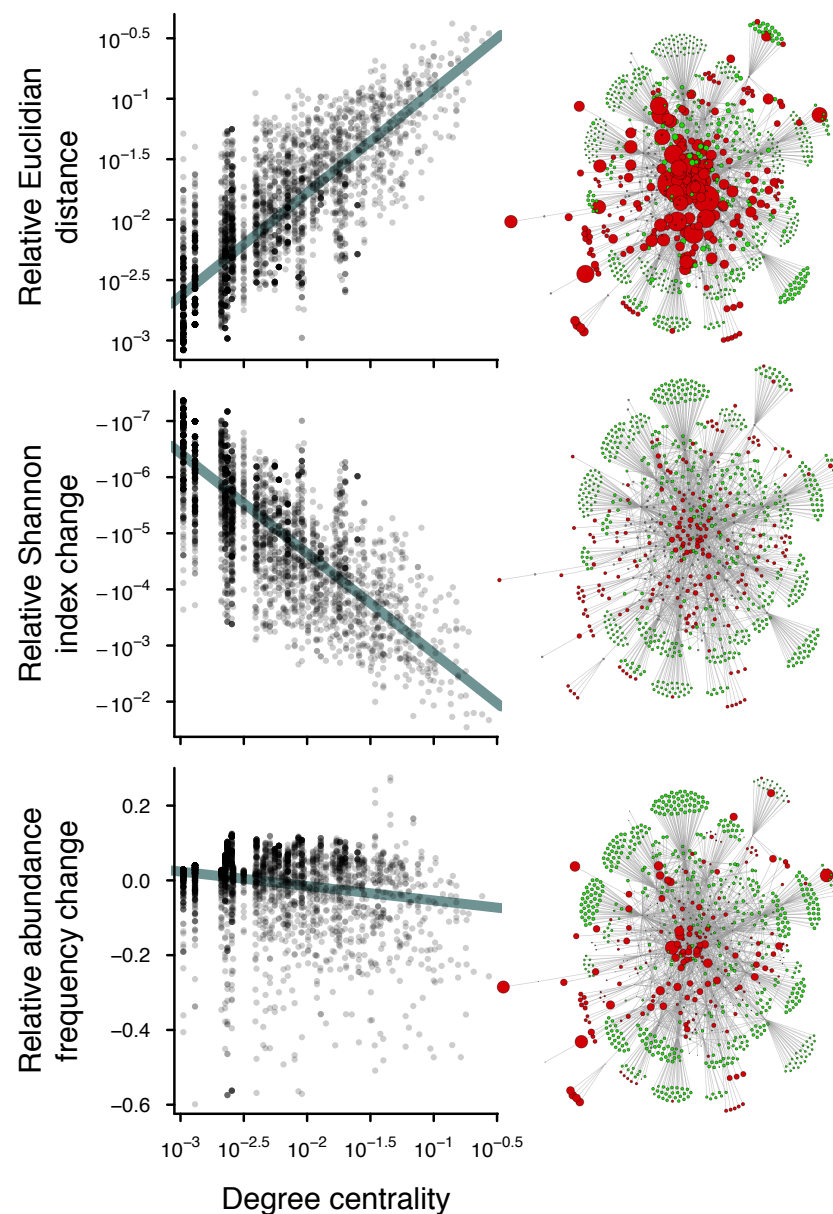 Relative Euclidian
distance
10^−0.5
10^−1
10^−1.5
10^−2
10^−2.5
10^−3
Relative Shannon
index change
−10^−7
−10^−6
−10^−5
−10^−4
−10^−3
−10^−2
Relative abundance
frequency change
0.2
0.0
−0.2
−0.4
−0.6
10^−3 10^−2.5 10^−2 10^−1.5 10^−1 10^−0.5
Degree centrality